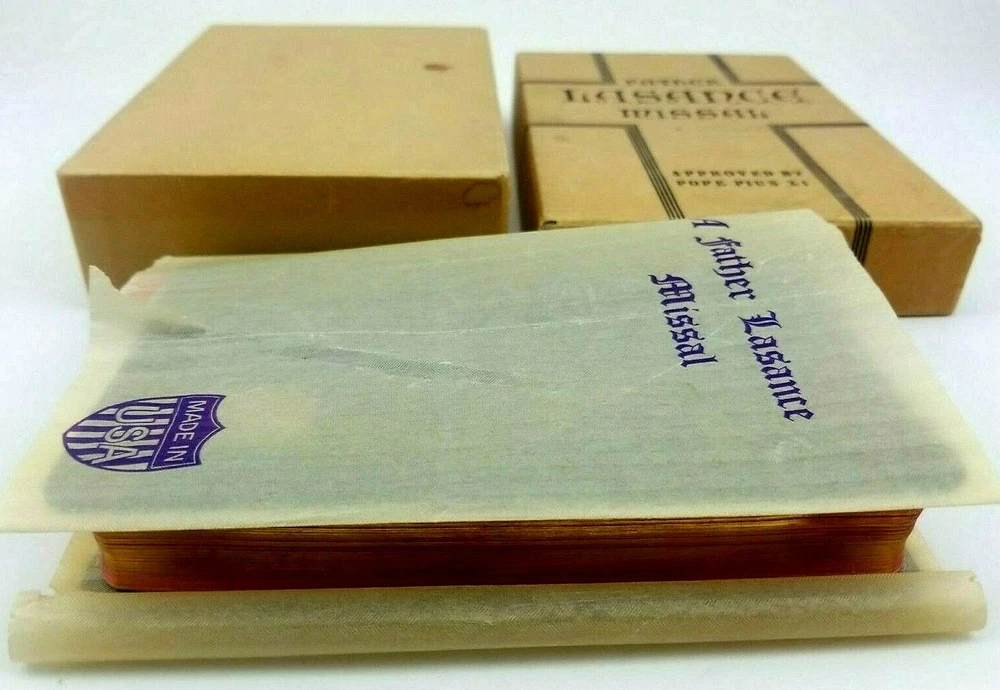 FATHER
LASANCE
MISSAL
APPROVED BY
POPE PIUS XI
A Father Lasance
Missal
MADE IN
USA